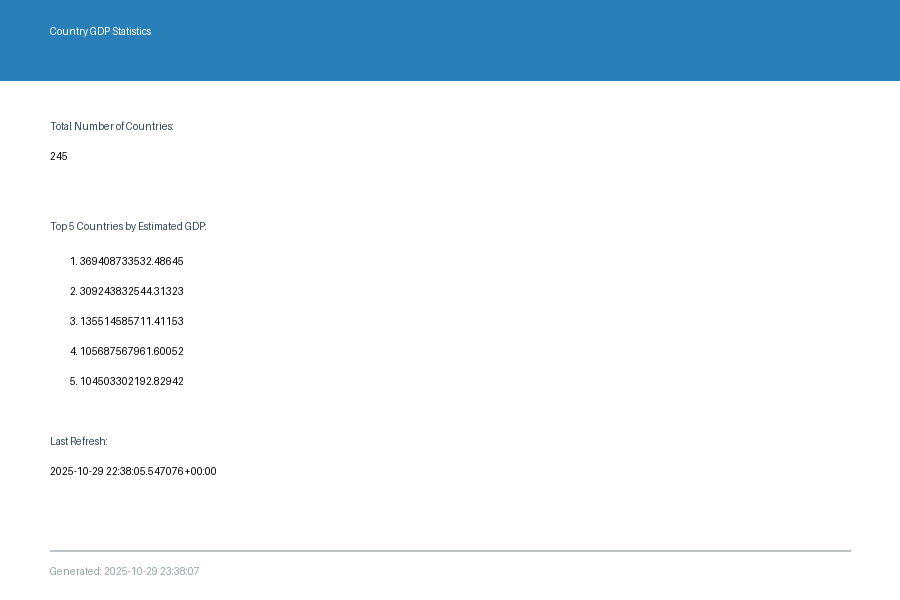 Country GDP Statistics
Total Number of Countries:
245
Top 5 Countries by Estimated GDP:
1. 369408733532.48645
2. 309243832544.31323
3. 135514585711.41153
4. 105687567961.60052
5. 104503302192.82942
Last Refresh:
2025-10-29 22:38:05.547076+00:00
Generated: 2025-10-29 23:38:07